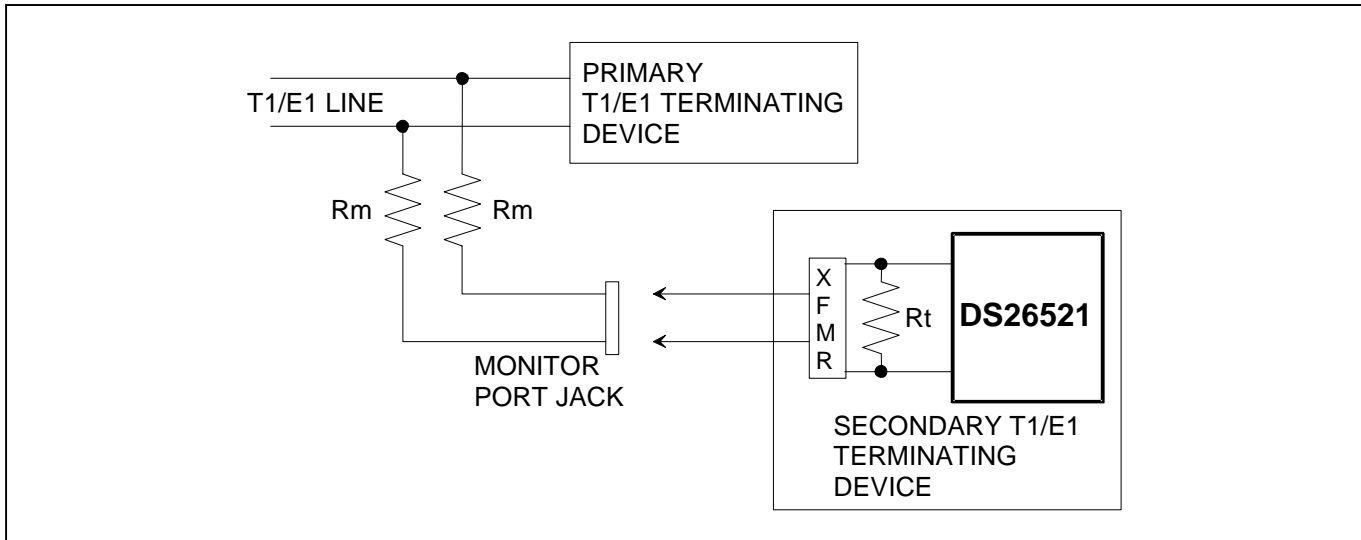 PRIMARY
T1/E1 TERMINATING
DEVICE
T1/E1 LINE
Rm
Rm
MONITOR
PORT JACK
X
F
M
R
Rt
DS26521
SECONDARY T1/E1
TERMINATING
DEVICE